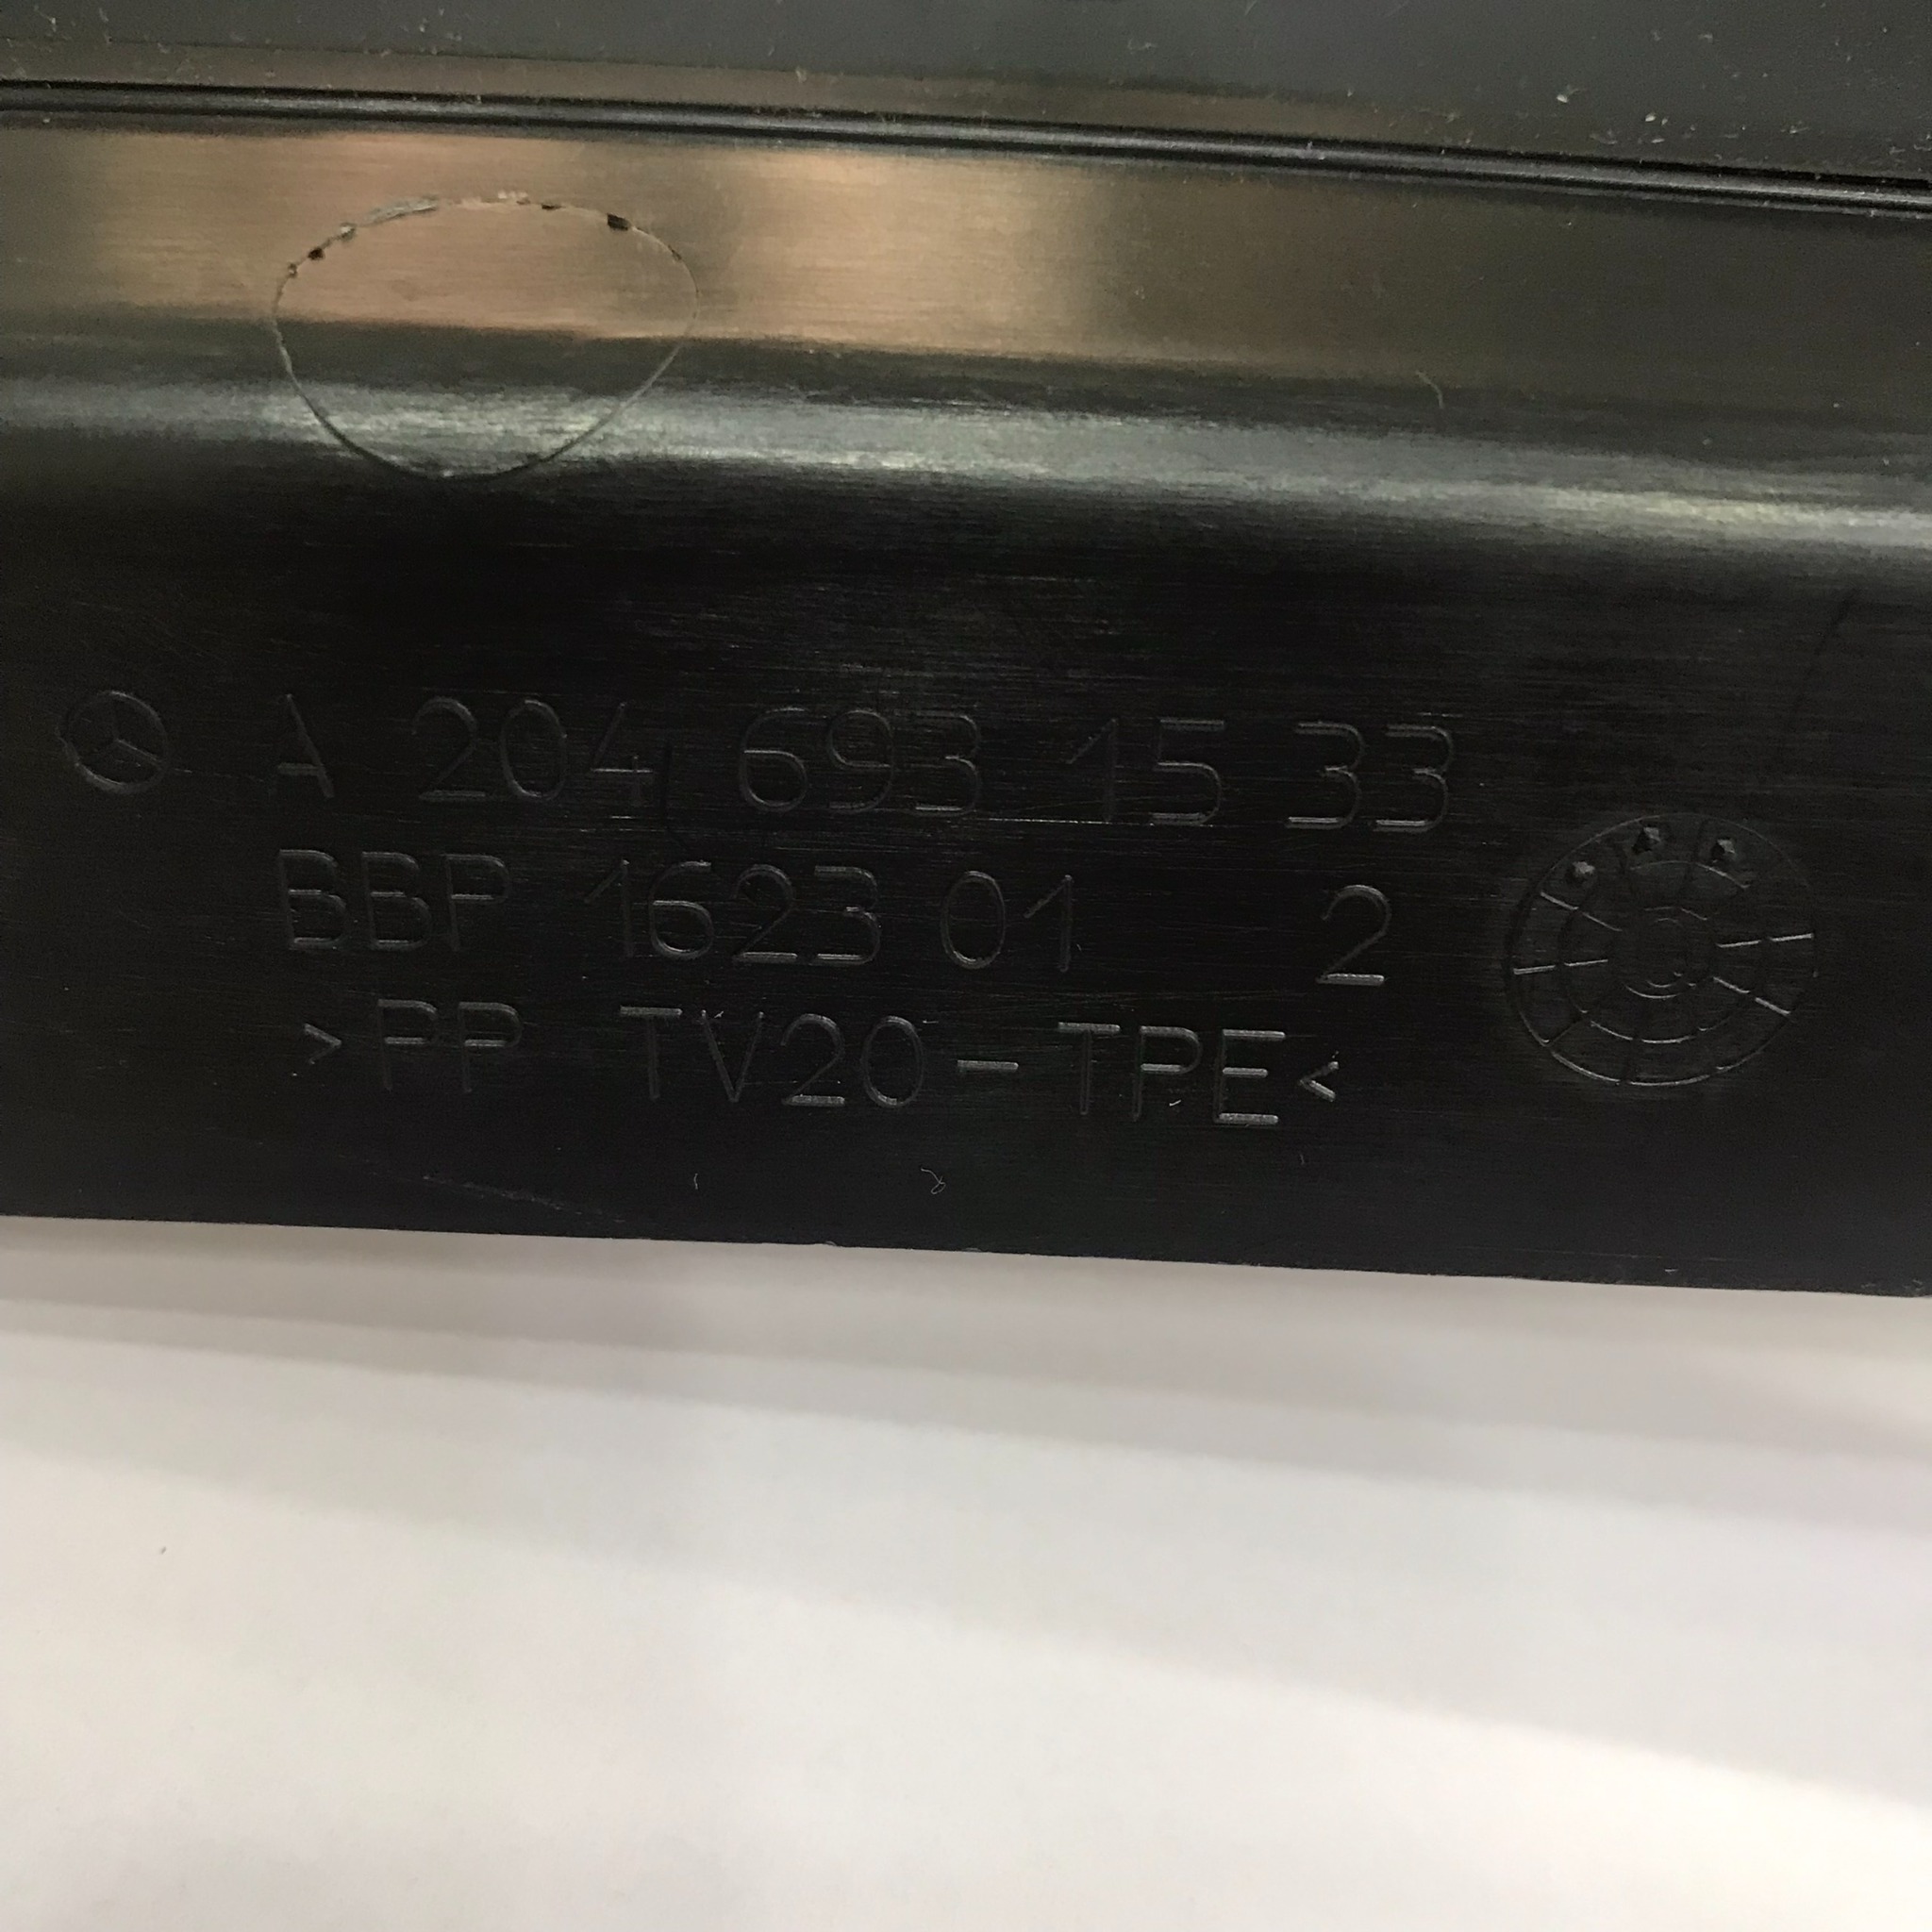 A 204 693 15 33
BBP 1623 01 2
>PP TV20-TPE<